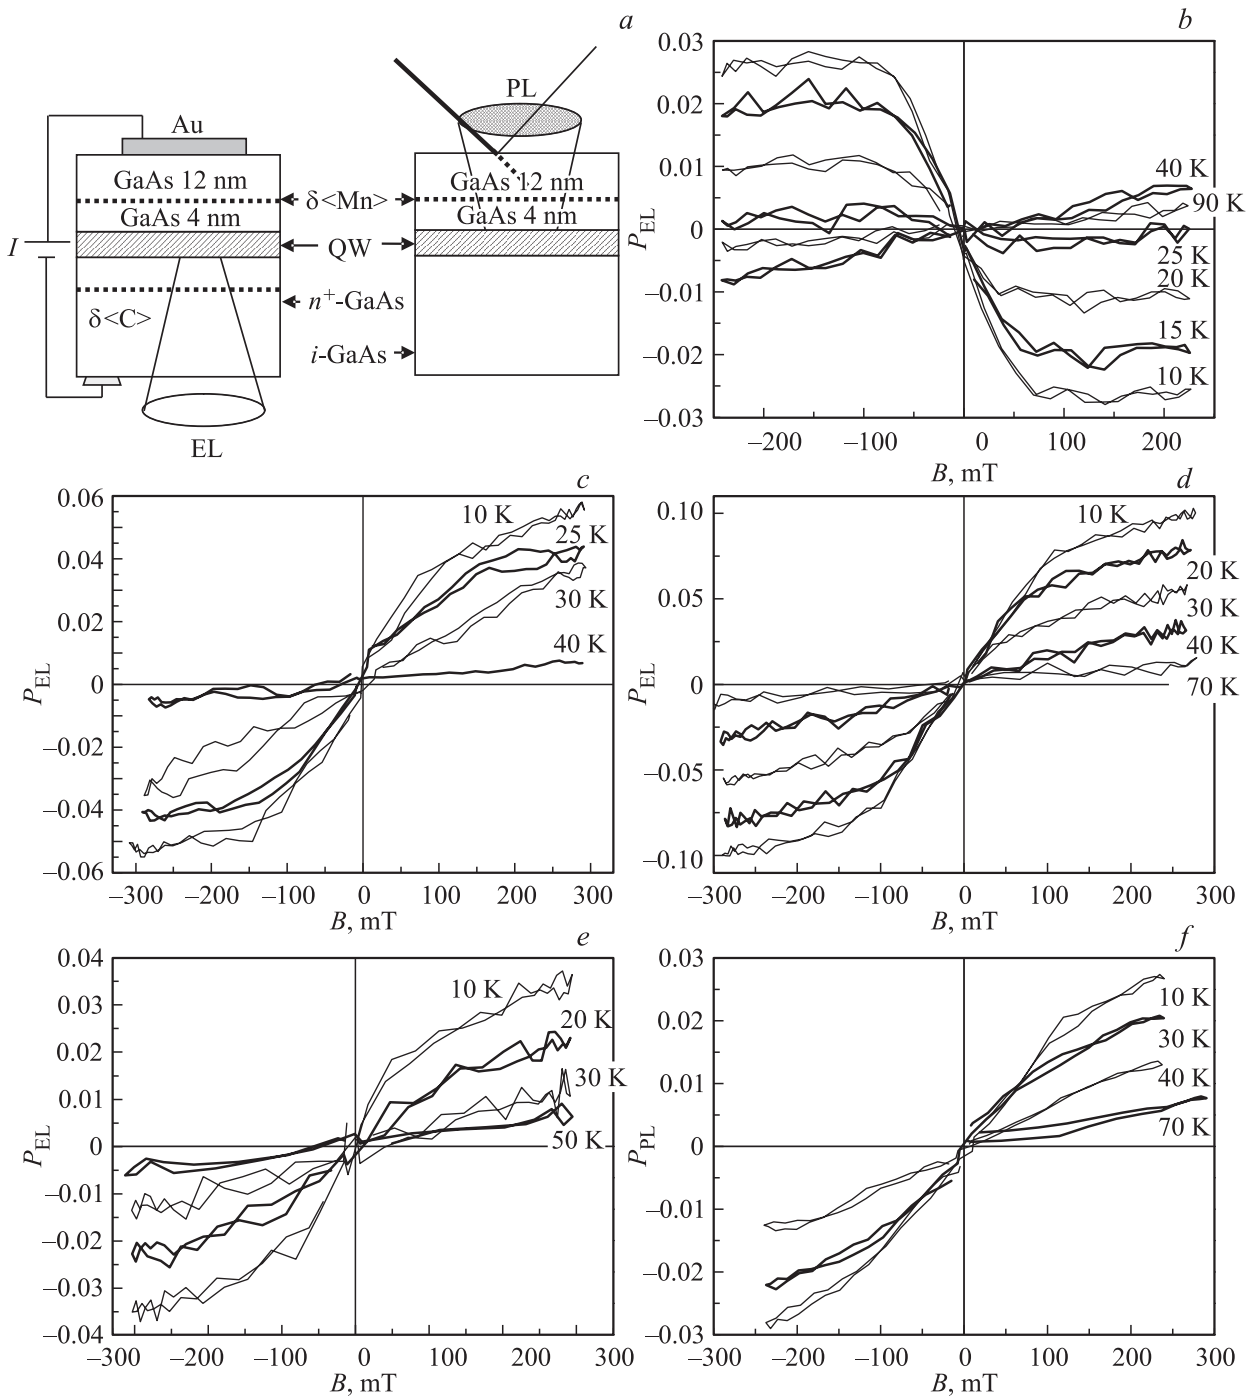 a
PL
Au
GaAs 12 nm
GaAs 12 nm
δ<Mn>
GaAs 4 nm
GaAs 4 nm
I
QW
n⁺-GaAs
δ<C>
i-GaAs
EL
b
0.03
0.02
0.01
0
–0.01
–0.02
–0.03
P_EL
40 K
90 K
25 K
20 K
15 K
10 K
–200 –100 0 100 200
B, mT
c
0.06
0.04
0.02
0
–0.02
–0.04
–0.06
P_EL
10 K
25 K
30 K
40 K
–300 –200 –100 0 100 200 300
B, mT
d
0.10
0.05
0
–0.05
–0.10
P_EL
10 K
20 K
30 K
40 K
70 K
–300 –200 –100 0 100 200 300
B, mT
e
0.04
0.03
0.02
0.01
0
–0.01
–0.02
–0.03
–0.04
P_EL
10 K
20 K
30 K
50 K
–300 –200 –100 0 100 200 300
B, mT
f
0.03
0.02
0.01
0
–0.01
–0.02
–0.03
P_PL
10 K
30 K
40 K
70 K
–300 –200 –100 0 100 200 300
B, mT